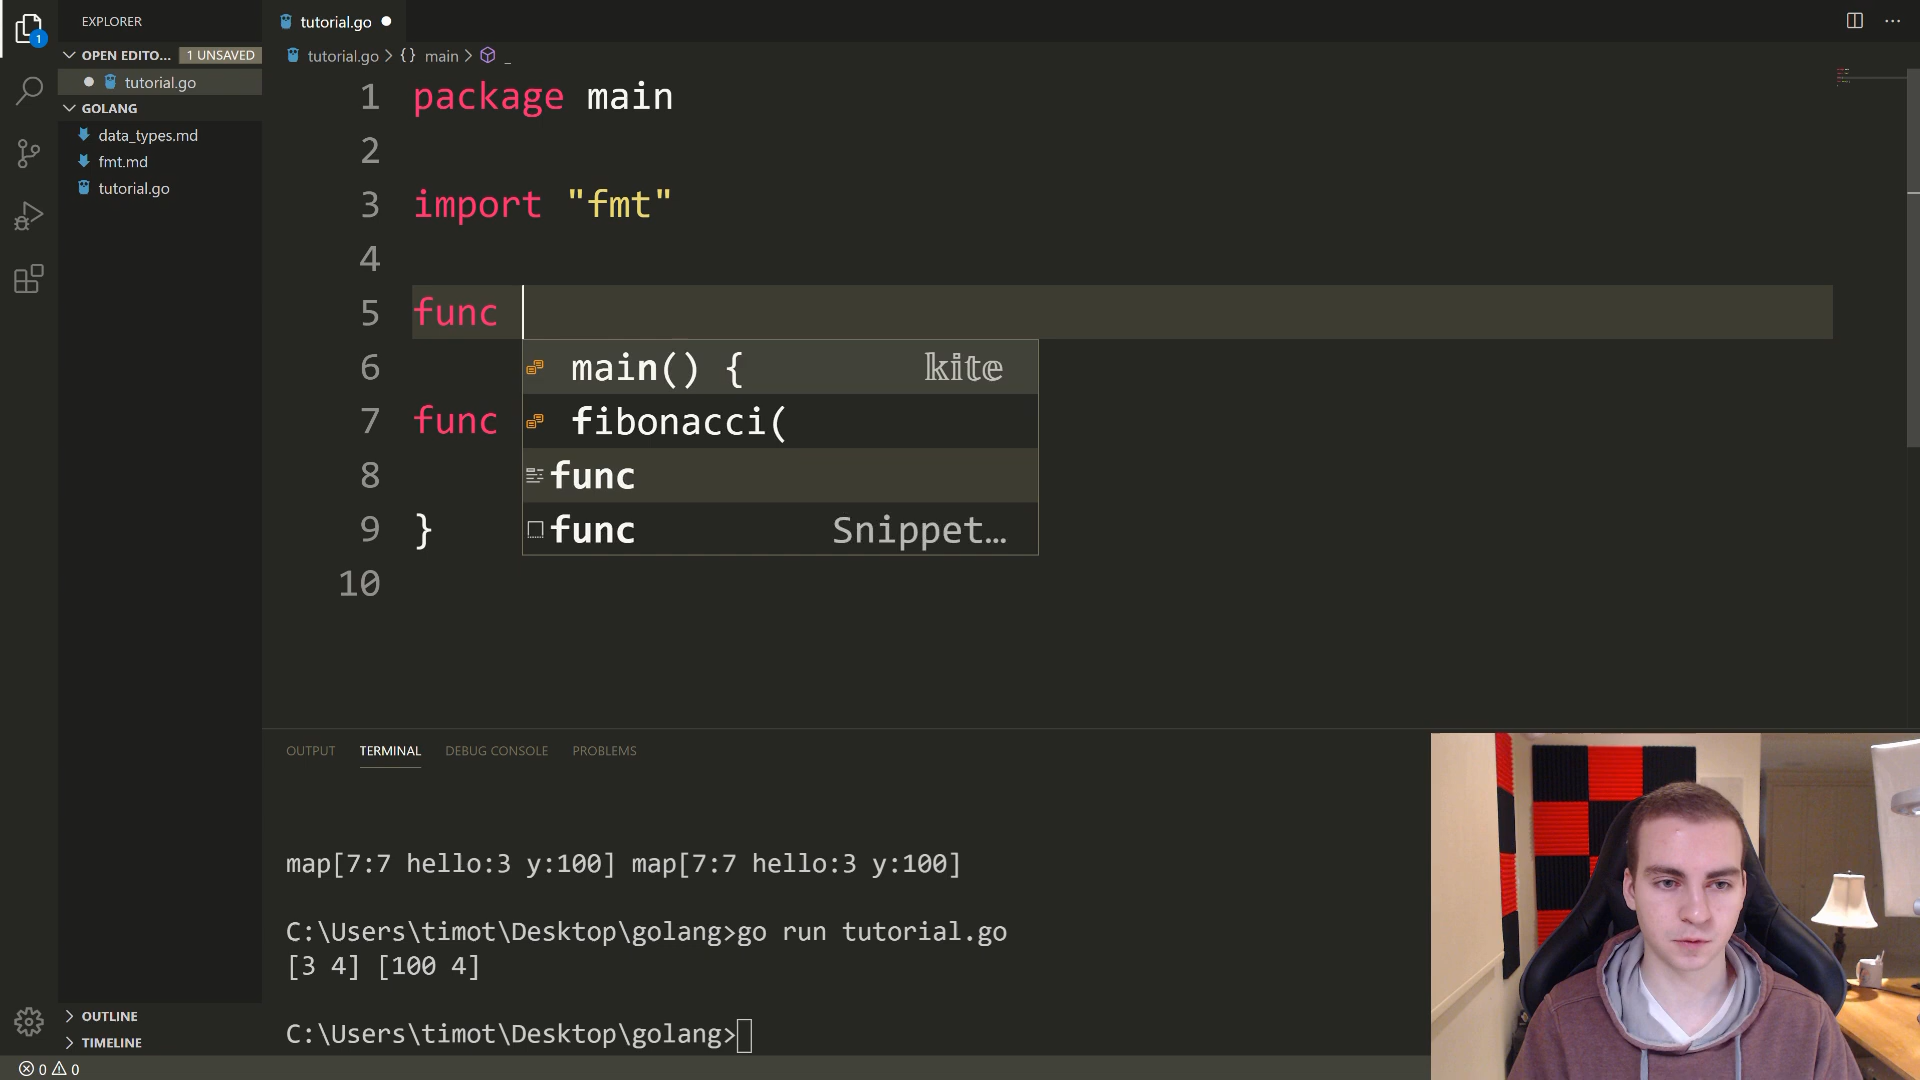 EXPLORER
OPEN EDITO... 1 UNSAVED
tutorial.go
GOLANG
data_types.md
fmt.md
tutorial.go
OUTLINE
TIMELINE
0 0
1
tutorial.go
tutorial.go > {} main > _
1 package main
2
3 import "fmt"
4
5 func
6
7 func
8
9 }
10
main() { kite
fibonacci(
func
func Snippet…
OUTPUT TERMINAL DEBUG CONSOLE PROBLEMS
map[7:7 hello:3 y:100] map[7:7 hello:3 y:100]
C:\Users\timot\Desktop\golang>go run tutorial.go
[3 4] [100 4]
C:\Users\timot\Desktop\golang>